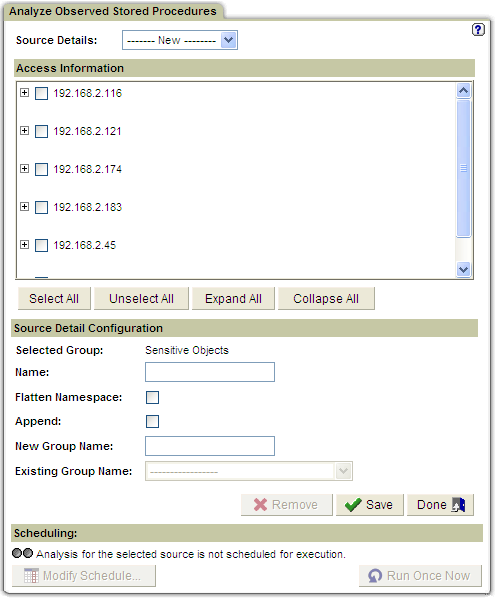 Analyze Observed Stored Procedures
?
Source Details: ------- New --------
Access Information
192.168.2.116
192.168.2.121
192.168.2.174
192.168.2.183
192.168.2.45
Select All Unselect All Expand All Collapse All
Source Detail Configuration
Selected Group: Sensitive Objects
Name:
Flatten Namespace:
Append:
New Group Name:
Existing Group Name: -----------------
Remove Save Done
Scheduling:
Analysis for the selected source is not scheduled for execution.
Modify Schedule... Run Once Now